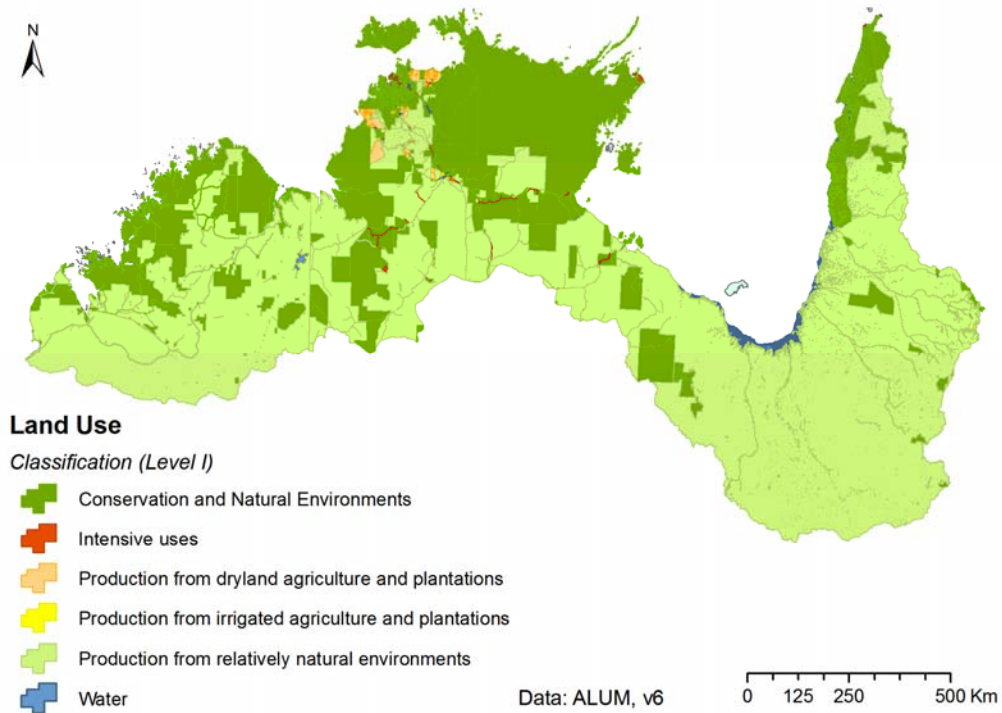 N
Land Use
Classification (Level I)
Conservation and Natural Environments
Intensive uses
Production from dryland agriculture and plantations
Production from irrigated agriculture and plantations
Production from relatively natural environments
Water
Data: ALUM, v6
0 125 250 500 Km